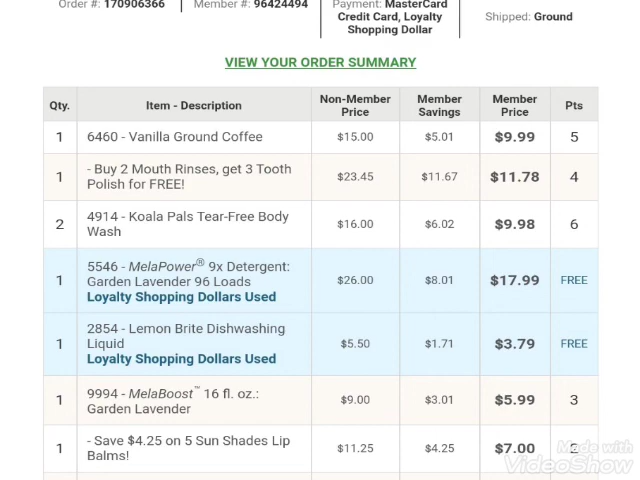 Order #: 170906366
Member #: 96424494
Payment: MasterCard
Credit Card, Loyalty
Shopping Dollar
Shipped: Ground
VIEW YOUR ORDER SUMMARY
Qty. Item - Description Non-Member Price Member Savings Member Price Pts
1 6460 - Vanilla Ground Coffee $15.00 $5.01 $9.99 5
1 - Buy 2 Mouth Rinses, get 3 Tooth
Polish for FREE! $23.45 $11.67 $11.78 4
2 4914 - Koala Pals Tear-Free Body
Wash $16.00 $6.02 $9.98 6
5546 - MelaPower® 9x Detergent:
1 Garden Lavender 96 Loads $26.00 $8.01 $17.99 FREE
Loyalty Shopping Dollars Used
2854 - Lemon Brite Dishwashing
1 Liquid $5.50 $1.71 $3.79 FREE
Loyalty Shopping Dollars Used
1 9994 - MelaBoost™ 16 fl. oz.:
Garden Lavender $9.00 $3.01 $5.99 3
1 - Save $4.25 on 5 Sun Shades Lip
Balms! $11.25 $4.25 $7.00 2
Made with
VideoShow